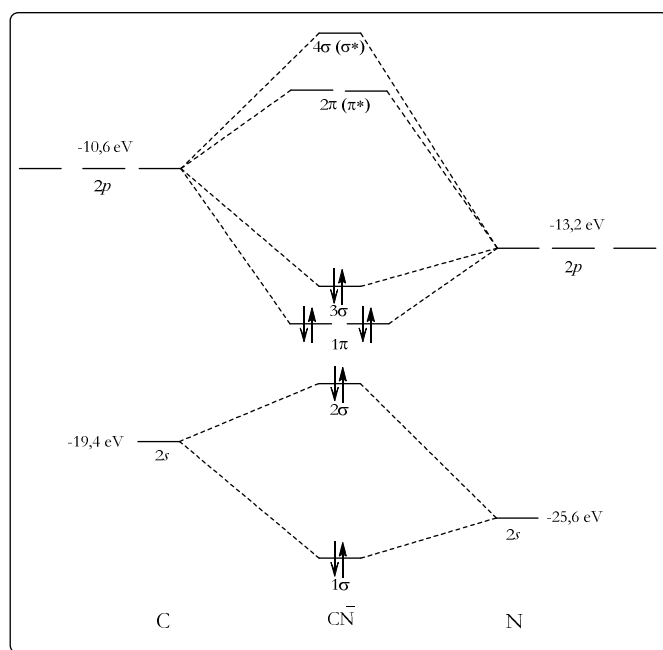 4σ (σ*)
2π (π*)
-10,6 eV
2p
-13,2 eV
2p
3σ
1π
2σ
-19,4 eV
2s
-25,6 eV
2s
1σ
C
CN̅
N